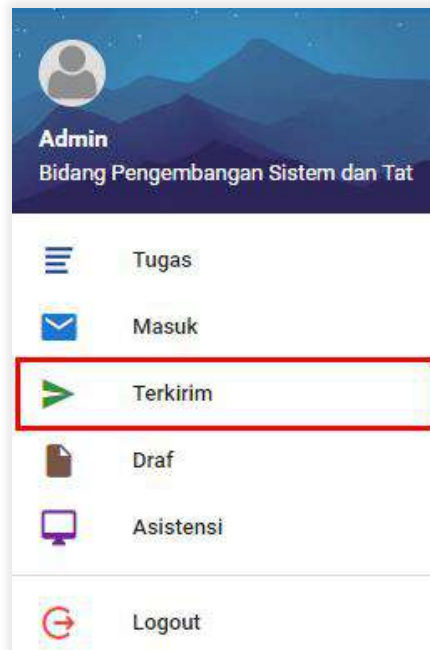 Admin
Bidang Pengembangan Sistem dan Tat
Tugas
Masuk
Terkirim
Draf
Asistensi
Logout